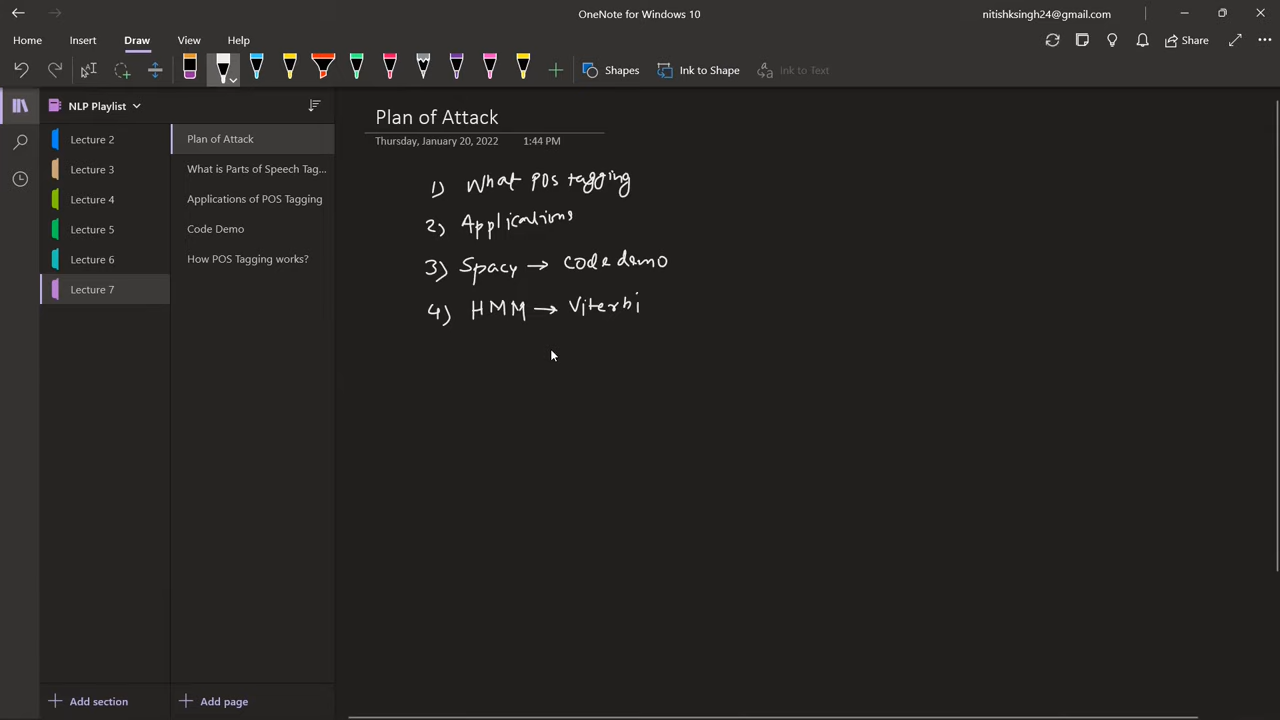 OneNote for Windows 10
nitishksingh24@gmail.com
Home Insert Draw View Help
Share
Shapes
Ink to Shape
Ink to Text
NLP Playlist
Lecture 2
Lecture 3
Lecture 4
Lecture 5
Lecture 6
Lecture 7
Plan of Attack
What is Parts of Speech Tag...
Applications of POS Tagging
Code Demo
How POS Tagging works?
Plan of Attack
Thursday, January 20, 2022 1:44 PM
1) What POS tagging
2) Applications
3) Spacy → code demo
4) HMM → Viterbi
Add section
Add page